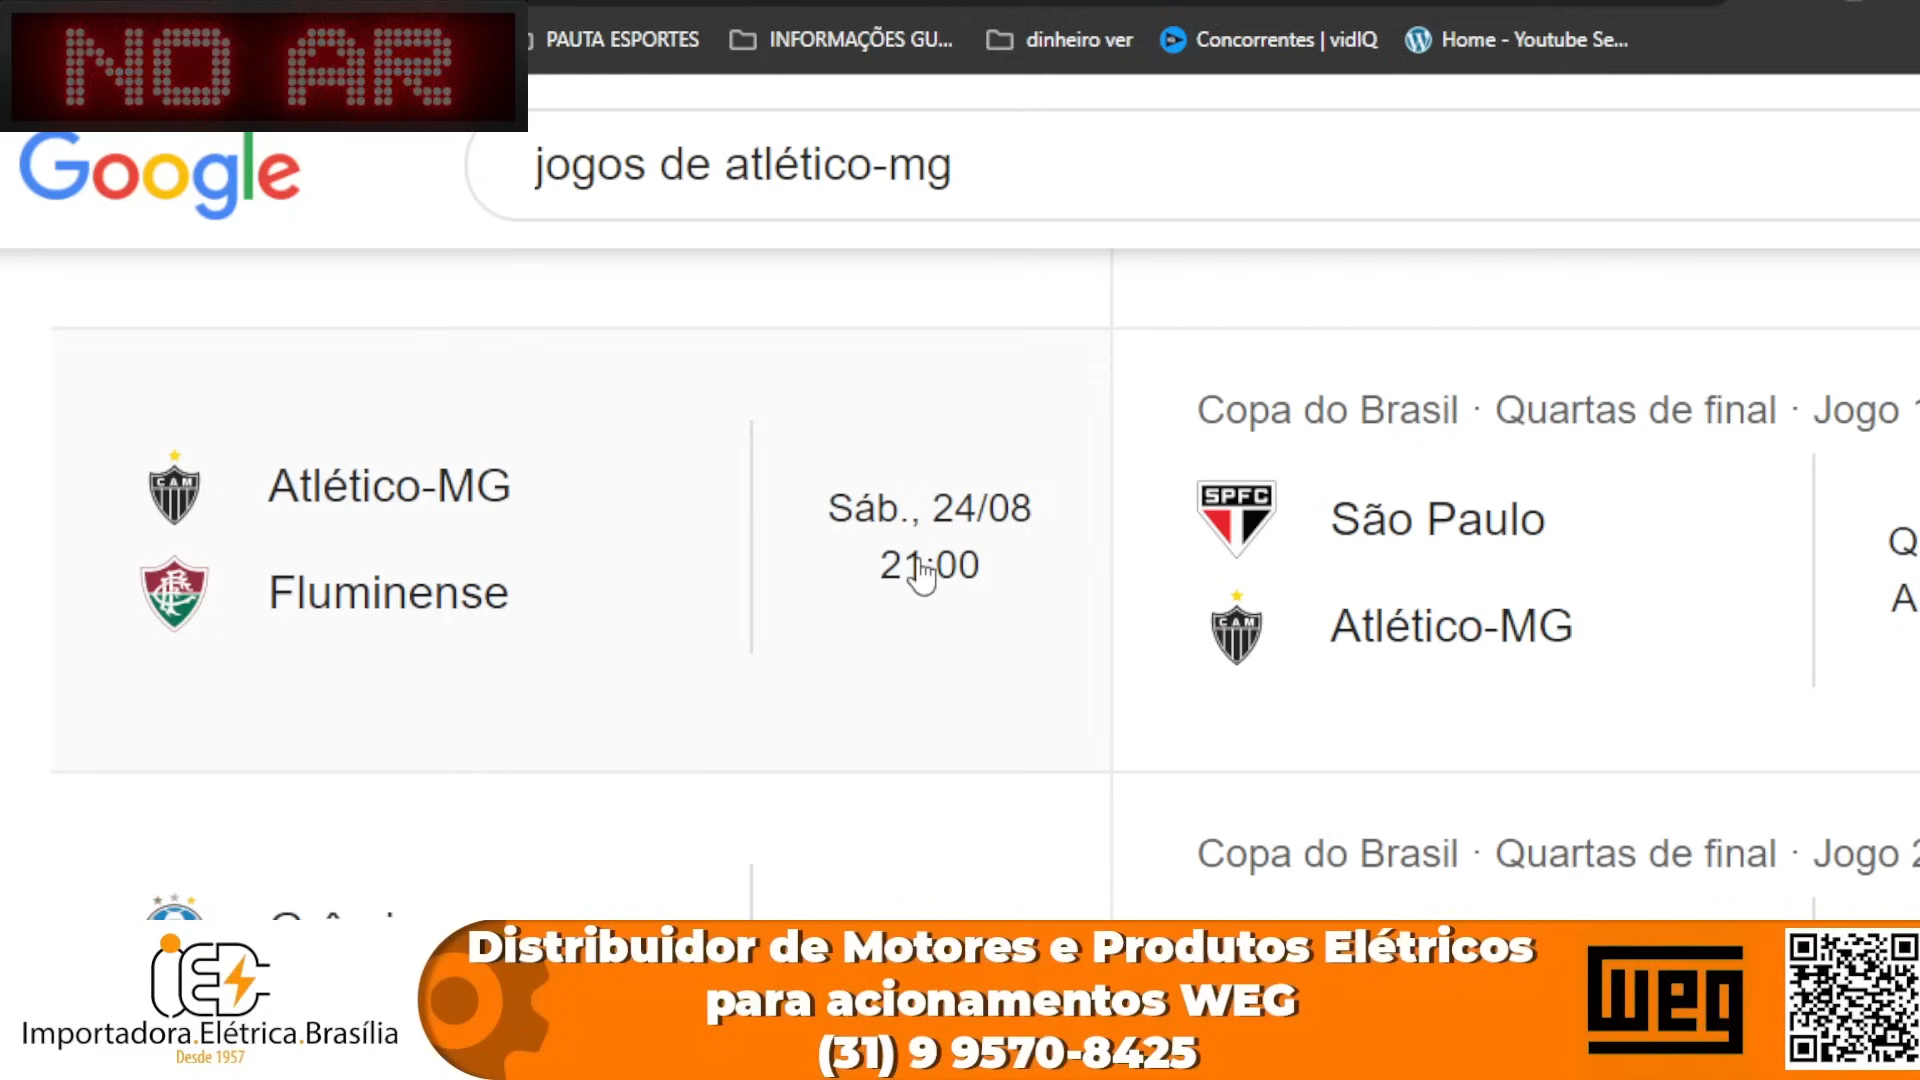 NO AR
PAUTA ESPORTES
INFORMAÇÕES GU...
dinheiro ver
Concorrentes | vidIQ
Home - Youtube Se...
Google
jogos de atlético-mg
Atlético-MG
Fluminense
Sáb., 24/08
21:00
Copa do Brasil · Quartas de final · Jogo 1
SPFC
São Paulo
CAM
Atlético-MG
Q
A
Copa do Brasil · Quartas de final · Jogo 2
iEC
Importadora.Elétrica.Brasília
Desde 1957
Distribuidor de Motores e Produtos Elétricos
para acionamentos WEG
(31) 9 9570-8425
WEG